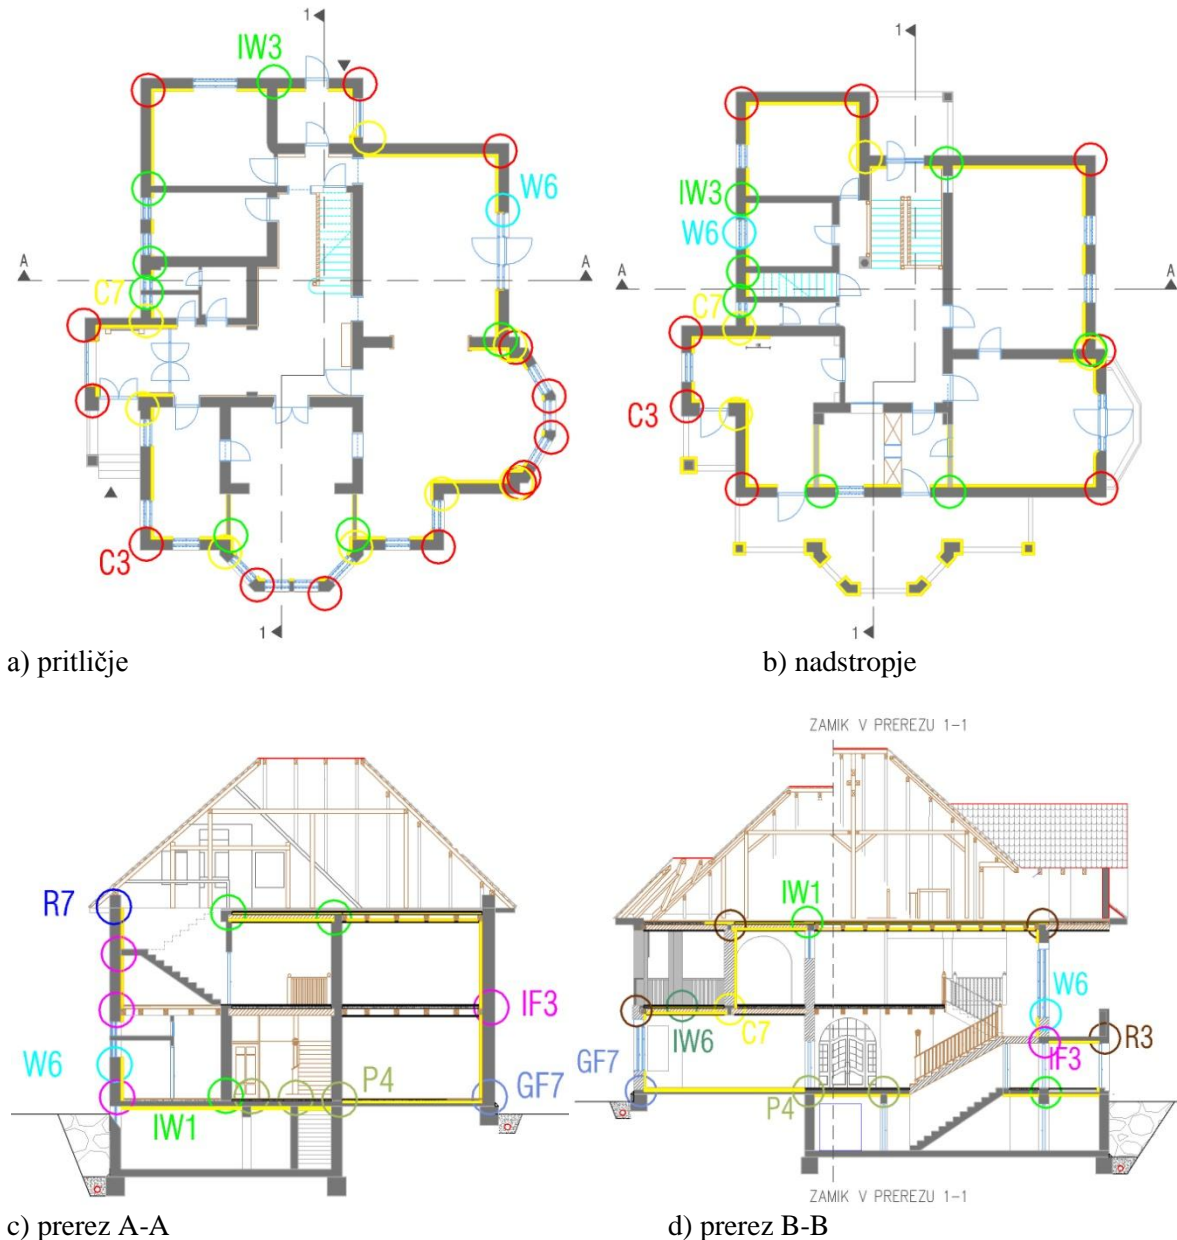 1
IW3
W6
A
A
C7
C3
1
a) pritličje
1
IW3
W6
A
A
C7
C3
1
b) nadstropje
R7
IF3
W6
P4
GF7
IW1
c) prerez A-A
ZAMIK V PREREZU 1-1
IW1
W6
IW6
C7
R3
IF3
GF7
P4
ZAMIK V PREREZU 1-1
d) prerez B-B